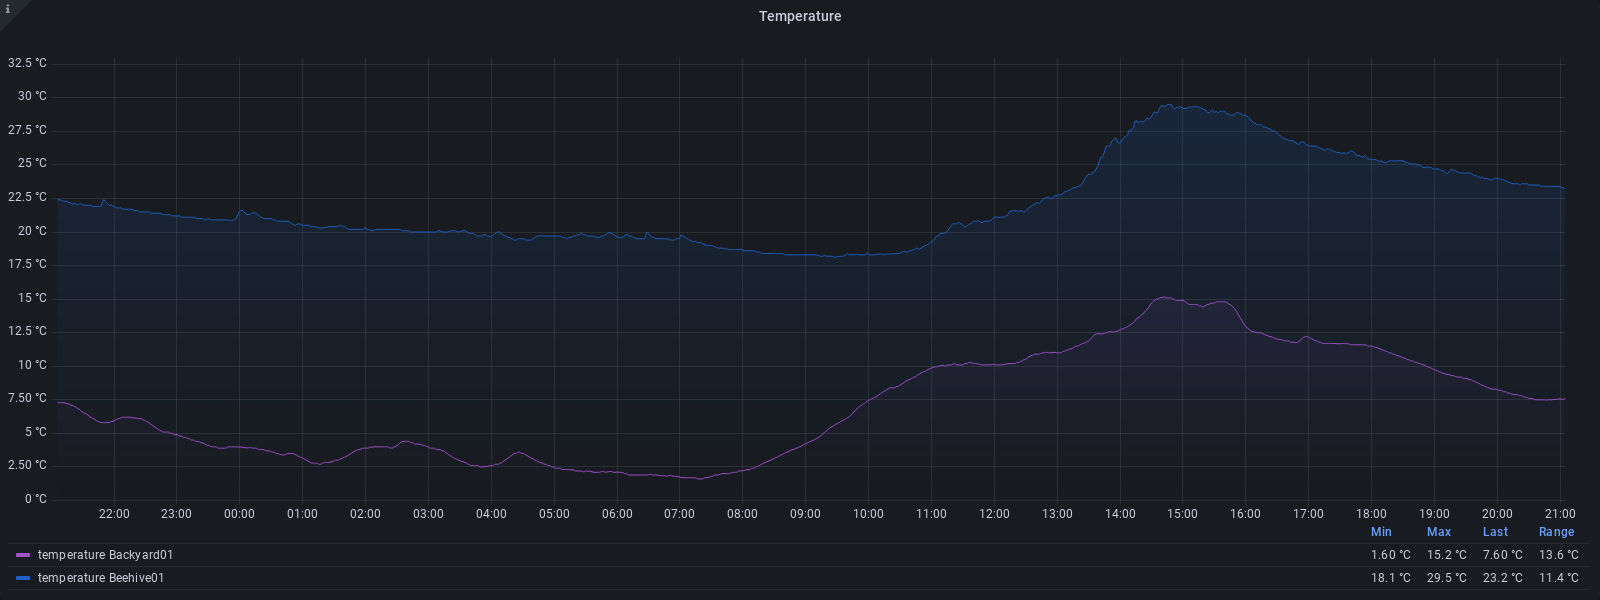 i
Temperature
32.5 °C
30 °C
27.5 °C
25 °C
22.5 °C
20 °C
17.5 °C
15 °C
12.5 °C
10 °C
7.50 °C
5 °C
2.50 °C
0 °C
22:00 23:00 00:00 01:00 02:00 03:00 04:00 05:00 06:00 07:00 08:00 09:00 10:00 11:00 12:00 13:00 14:00 15:00 16:00 17:00 18:00 19:00 20:00 21:00
Min Max Last Range
temperature Backyard01 1.60 °C 15.2 °C 7.60 °C 13.6 °C
temperature Beehive01 18.1 °C 29.5 °C 23.2 °C 11.4 °C